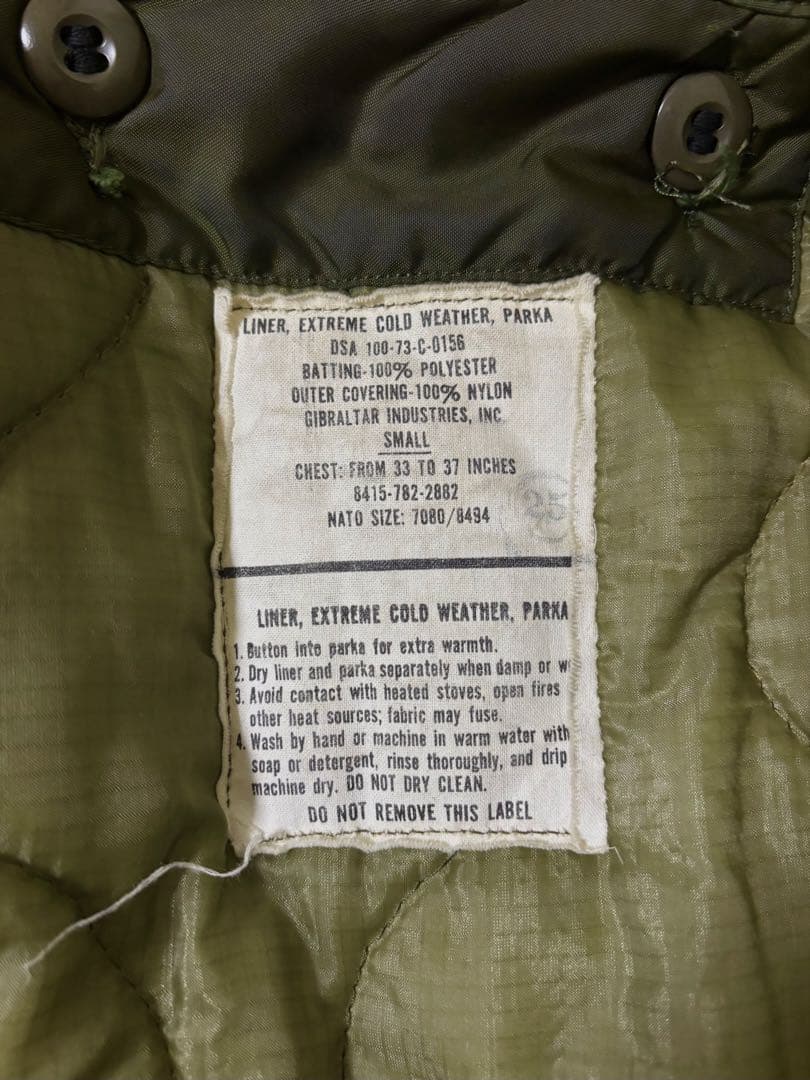 LINER, EXTREME COLD WEATHER, PARKA
DSA 100-73-C-0156
BATTING-100% POLYESTER
OUTER COVERING-100% NYLON
GIBRALTAR INDUSTRIES, INC
SMALL
CHEST: FROM 33 TO 37 INCHES
8415-782-2882
NATO SIZE: 7080/8494
LINER, EXTREME COLD WEATHER, PARKA
1. Button into parka for extra warmth.
2. Dry liner and parka separately when damp or w
3. Avoid contact with heated stoves, open fires
other heat sources; fabric may fuse.
4. Wash by hand or machine in warm water with
soap or detergent, rinse thoroughly, and drip
machine dry. DO NOT DRY CLEAN.
DO NOT REMOVE THIS LABEL